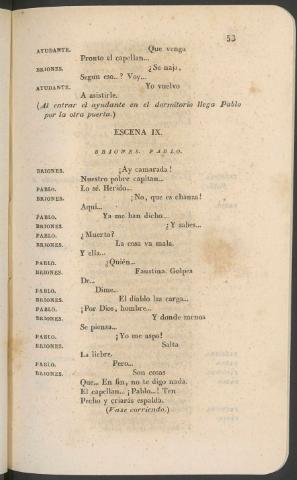 53
AYUDANTE. Que venga
Pronto el capellan...
BRIONES. ¿Se naja,
Segun eso..? Voy...
AYUDANTE. Yo vuelvo
A asistirle.
(Al entrar el ayudante en el dormitorio llega Pablo
por la otra puerta.)
ESCENA IX.
BRIONES. PABLO.
BRIONES. ¡Ay camarada!
Nuestro pobre capitan...
PABLO. Lo sé. Herido...
BRIONES. ¡No, que es chanza!
Aqui...
PABLO. Ya me han dicho...
BRIONES. ¿Y sabes...
PABLO. ¿Muerto?
BRIONES. La cosa va mala.
Y ella...
PABLO. ¿Quién...
BRIONES. Faustina. Golpes
De...
PABLO. Dime...
BRIONES. El diablo las carga...
PABLO. ¡Por Dios, hombre...
BRIONES. Y donde menos
Se piensa...
PABLO. ¡Yo me aspo!
BRIONES. Salta
La liebre.
PABLO. Pero...
BRIONES. Son cosas
Que... En fin, no te digo nada.
El capellan... ¡Pablo...! Ten
Pecho y criarás espalda.
(Vase corriendo.)